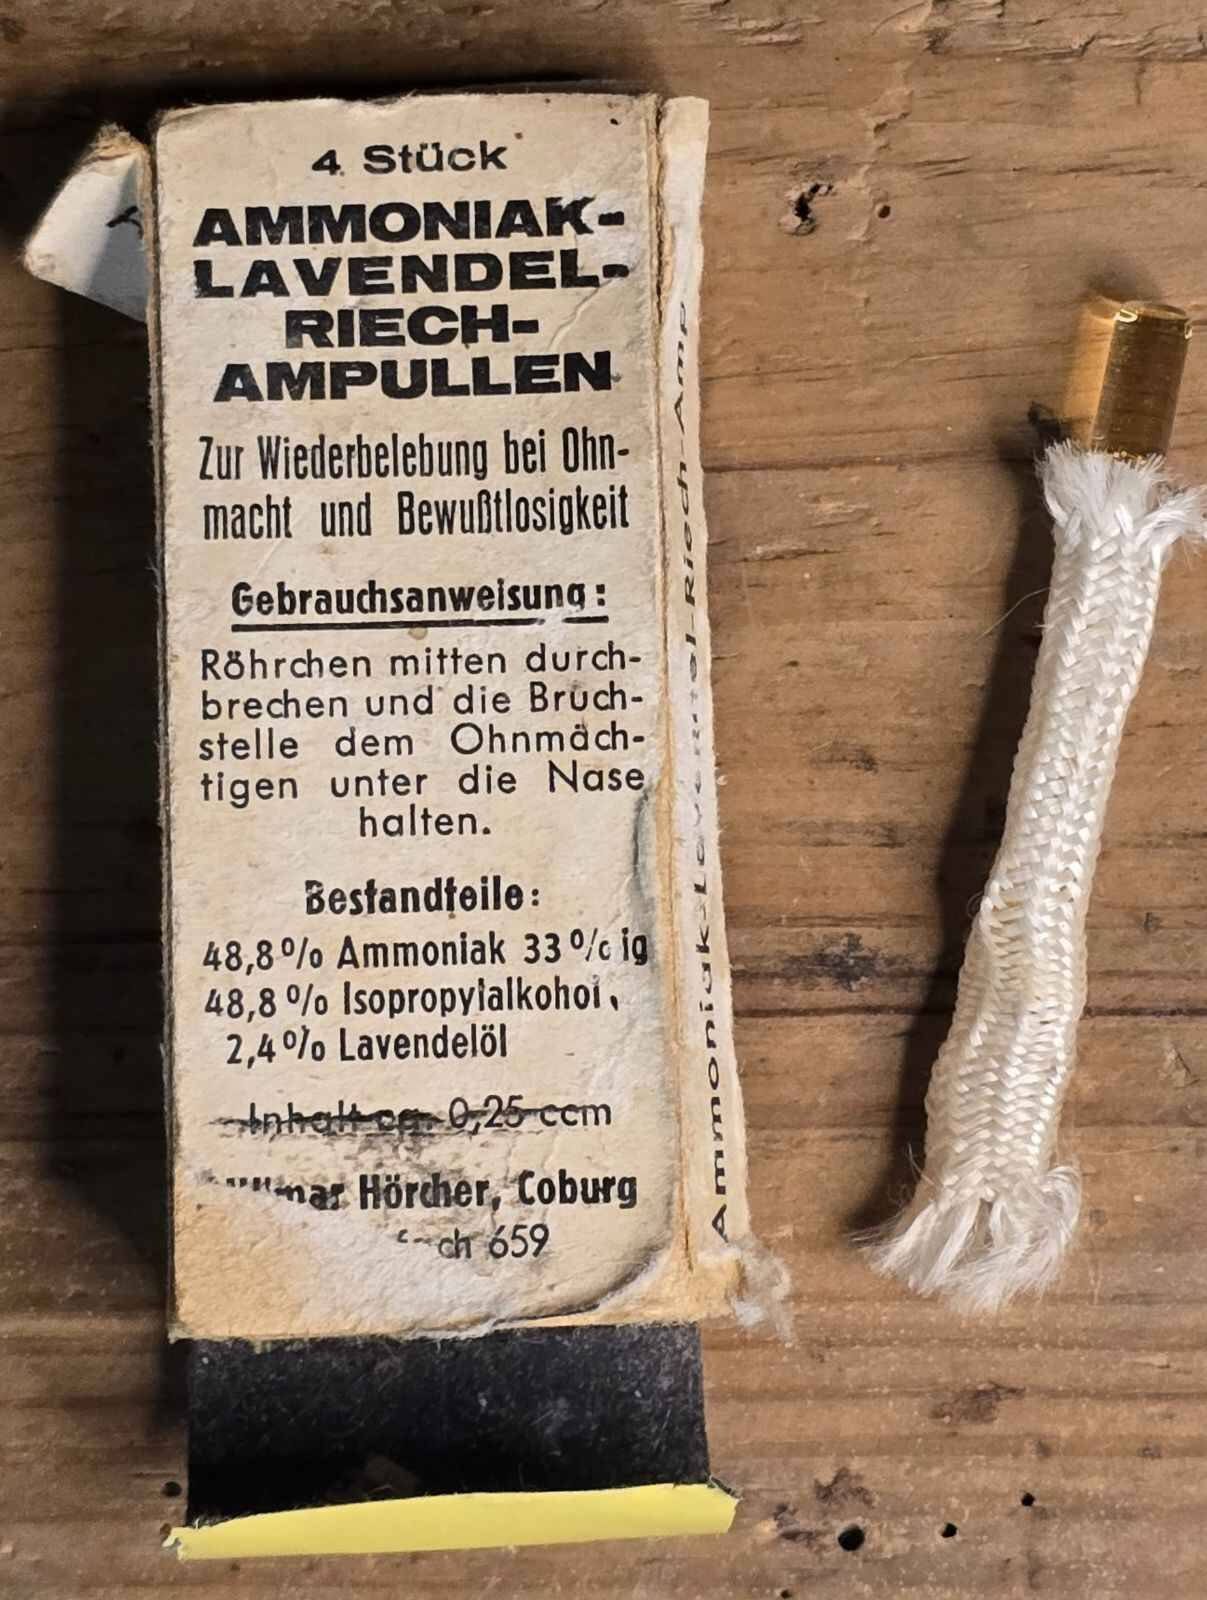 4 Stück
AMMONIAK-
LAVENDEL-
RIECH-
AMPULLEN
Zur Wiederbelebung bei Ohn-
macht und Bewußtlosigkeit
Gebrauchsanweisung:
Röhrchen mitten durch-
brechen und die Bruch-
stelle dem Ohnmäch-
tigen unter die Nase
halten.
Bestandteile:
48,8% Ammoniak 33%ig
48,8% Isopropylalkohol,
2,4% Lavendelöl
Inhalt ca. 0,25 ccm
Hörcher, Coburg
659
Ammoniak-Lavendel-Riech-Amp